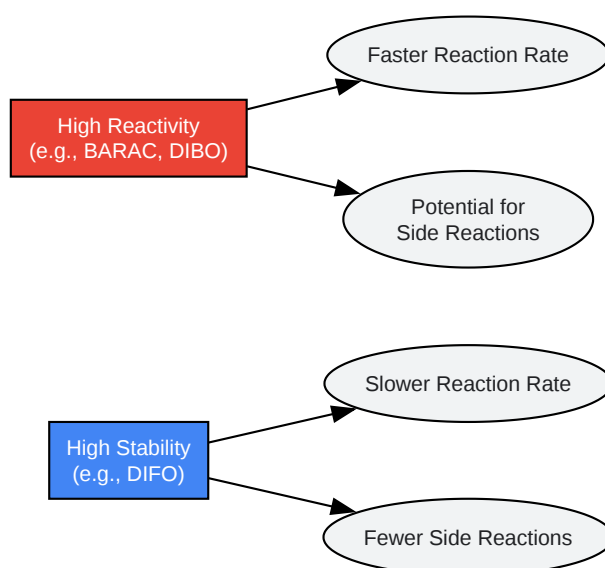 Faster Reaction Rate
High Reactivity
(e.g., BARAC, DIBO)
Potential for
Side Reactions
Slower Reaction Rate
High Stability
(e.g., DIFO)
Fewer Side Reactions